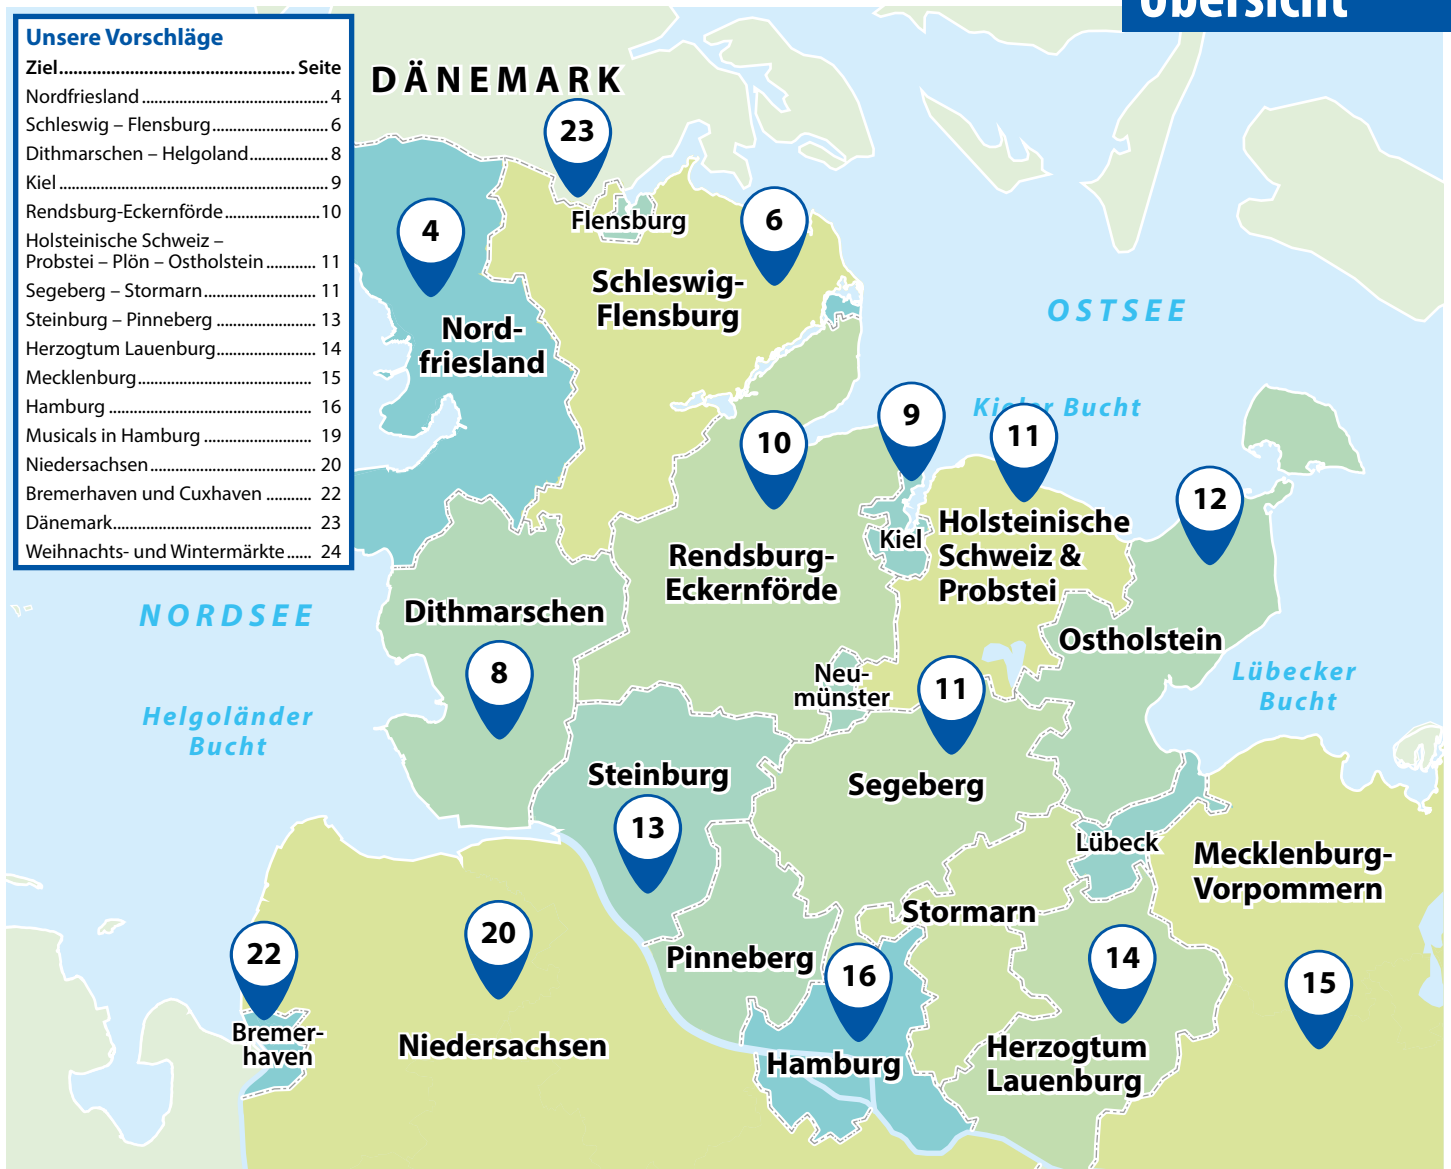 Übersicht
Unsere Vorschläge
Ziel.................................................. Seite
Nordfriesland ....................................... 4
Schleswig – Flensburg......................... 6
Dithmarschen – Helgoland................. 8
Kiel ......................................................... 9
Rendsburg-Eckernförde.................... 10
Holsteinische Schweiz –
Probstei – Plön – Ostholstein ........... 11
Segeberg – Stormarn........................ 11
Steinburg – Pinneberg ..................... 13
Herzogtum Lauenburg..................... 14
Mecklenburg..................................... 15
Hamburg ........................................... 16
Musicals in Hamburg ....................... 19
Niedersachsen................................... 20
Bremerhaven und Cuxhaven ........... 22
Dänemark.......................................... 23
Weihnachts- und Wintermärkte...... 24
DÄNEMARK
23
4
Flensburg
6
Schleswig-
Flensburg
OSTSEE
Nord-
friesland
Kieler Bucht
9
11
10
12
Holsteinische
Schweiz &
Probstei
Kiel
Rendsburg-
Eckernförde
NORDSEE
Dithmarschen
8
Ostholstein
Neu-
münster
11
Lübecker
Bucht
Helgoländer
Bucht
Steinburg
13
Segeberg
Lübeck
Mecklenburg-
Vorpommern
Stormarn
22
20
Pinneberg
16
14
15
Bremer-
haven
Niedersachsen
Hamburg
Herzogtum
Lauenburg